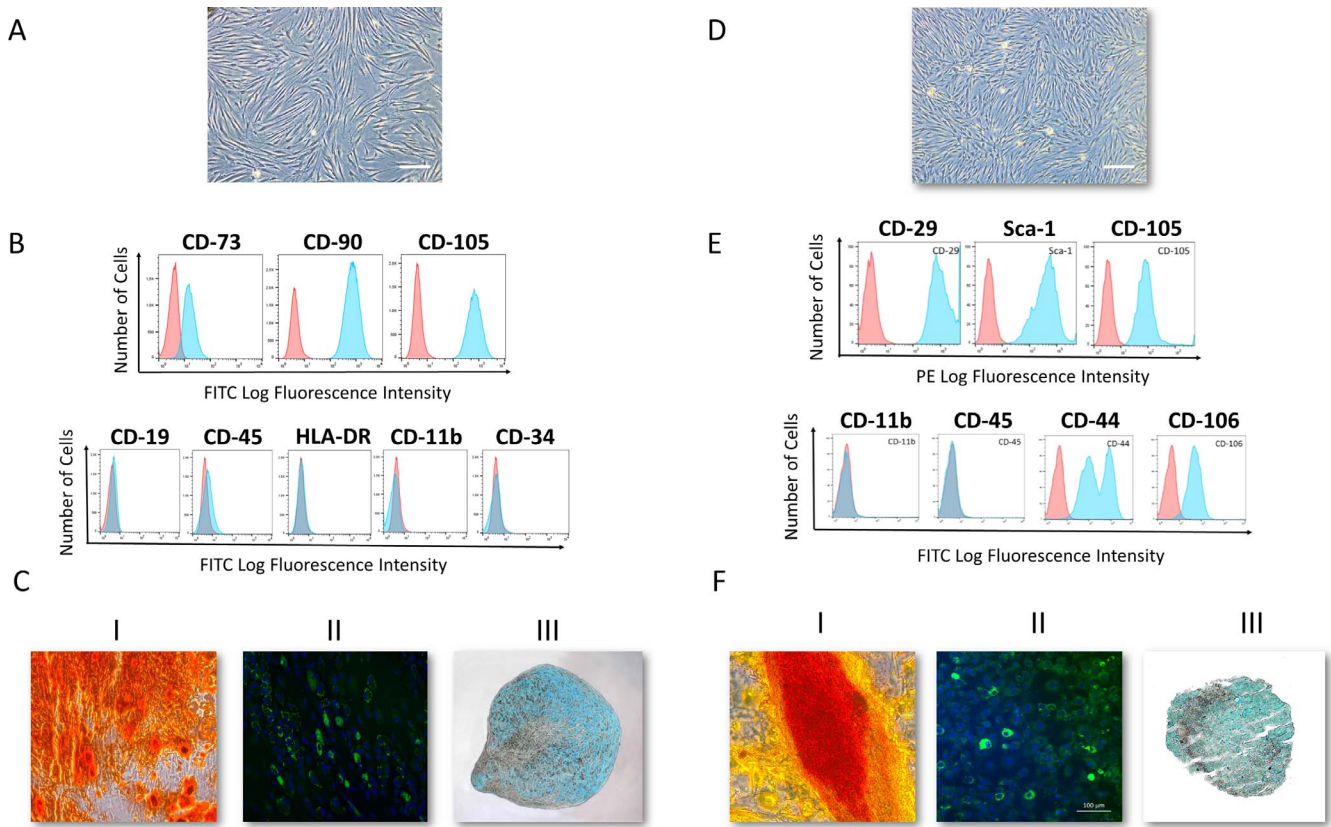 A
D
B
CD-73 CD-90 CD-105
Number of Cells
FITC Log Fluorescence Intensity
CD-19 CD-45 HLA-DR CD-11b CD-34
Number of Cells
FITC Log Fluorescence Intensity
E
CD-29 Sca-1 CD-105
CD-29 Sca-1 CD-105
Number of Cells
PE Log Fluorescence Intensity
CD-11b CD-45 CD-44 CD-106
CD-11b CD-45 CD-44 CD-106
Number of Cells
FITC Log Fluorescence Intensity
C
I II III
F
I II III
100 µm